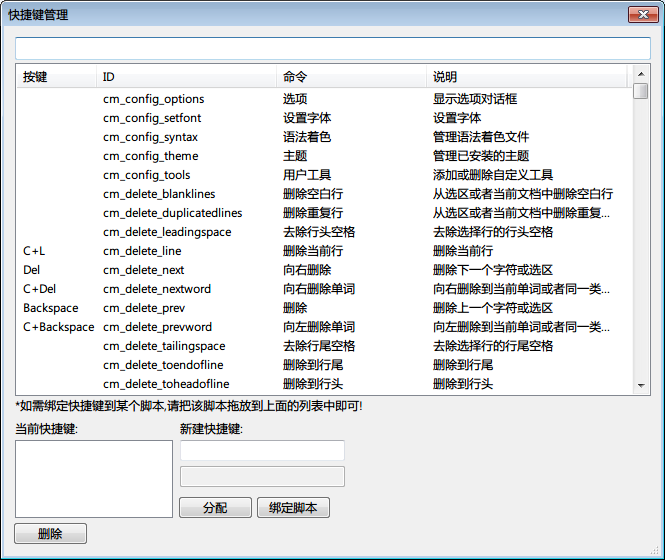 快捷键管理
按键 ID 命令 说明
cm_config_options 选项 显示选项对话框
cm_config_setfont 设置字体 设置字体
cm_config_syntax 语法着色 管理语法着色文件
cm_config_theme 主题 管理已安装的主题
cm_config_tools 用户工具 添加或删除自定义工具
cm_delete_blanklines 删除空白行 从选区或者当前文档中删除空白行
cm_delete_duplicatedlines 删除重复行 从选区或者当前文档中删除重复...
cm_delete_leadingspace 去除行头空格 去除选择行的行头空格
C+L cm_delete_line 删除当前行 删除当前行
Del cm_delete_next 向右删除 删除下一个字符或选区
C+Del cm_delete_nextword 向右删除单词 向右删除到当前单词或者同一类...
Backspace cm_delete_prev 删除 删除上一个字符或选区
C+Backspace cm_delete_prevword 向左删除单词 向左删除到当前单词或者同一类...
cm_delete_tailingspace 去除行尾空格 去除选择行的行尾空格
cm_delete_toendofline 删除到行尾 删除到行尾
cm_delete_toheadofline 删除到行头 删除到行头
*如需绑定快捷键到某个脚本,请把该脚本拖放到上面的列表中即可!
当前快捷键: 新建快捷键:
分配 绑定脚本
删除